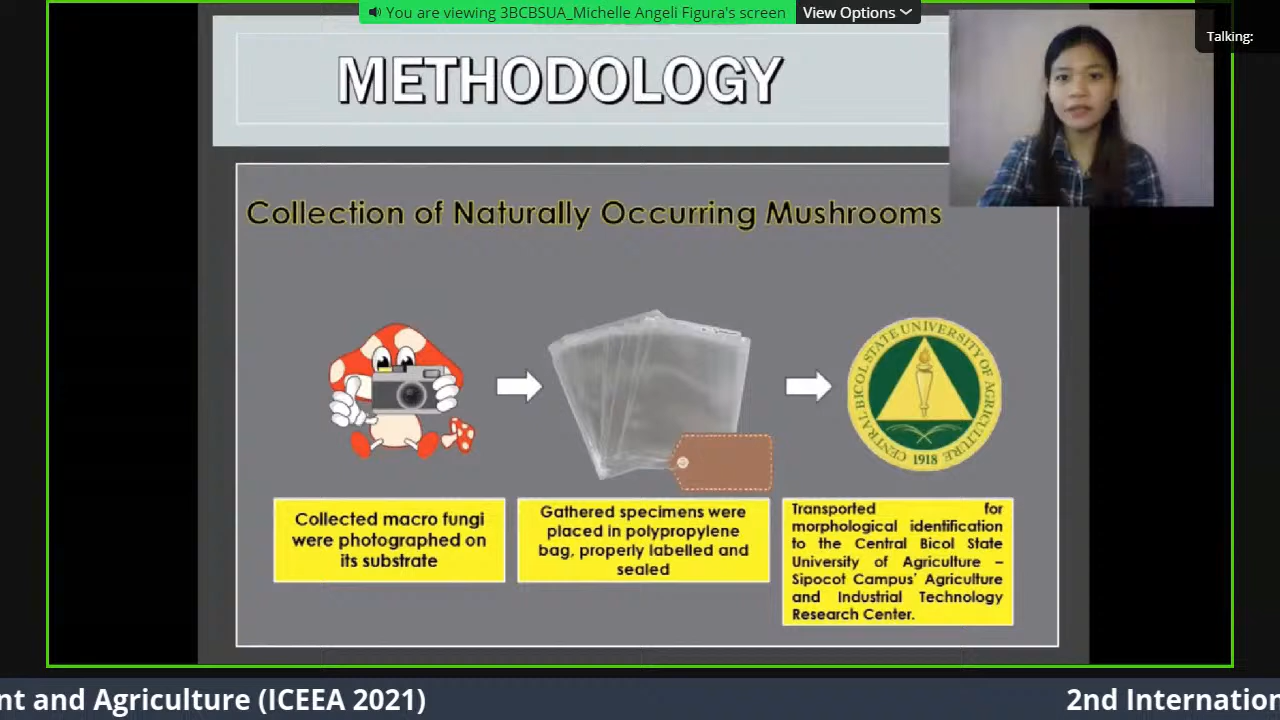 You are viewing 3BCBSUA_Michelle Angeli Figura's screen
View Options
Talking:
METHODOLOGY
Collection of Naturally Occurring Mushrooms
CENTRAL BICOL STATE UNIVERSITY OF AGRICULTURE
1918
Collected macro fungi
were photographed on
its substrate
Gathered specimens were
placed in polypropylene
bag, properly labelled and
sealed
Transported for
morphological identification
to the Central Bicol State
University of Agriculture –
Sipocot Campus' Agriculture
and Industrial Technology
Research Center.
nt and Agriculture (ICEEA 2021)
2nd Internation